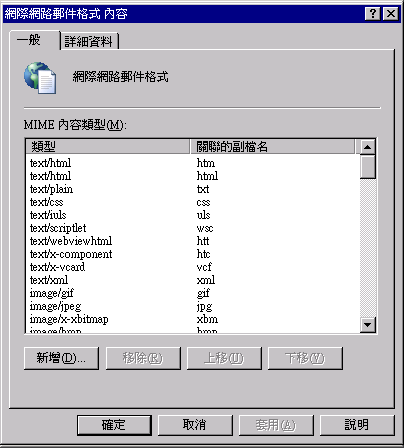 網際網路郵件格式 內容
一般 詳細資料
網際網路郵件格式
MIME 內容類型(M):
類型 關聯的副檔名
text/html htm
text/html html
text/plain txt
text/css css
text/iuls uls
text/scriptlet wsc
text/webviewhtml htt
text/x-component htc
text/x-vcard vcf
text/xml xml
image/gif gif
image/jpeg jpg
image/x-xbitmap xbm
image/bmp bmp
新增(D)... 移除(R) 上移(U) 下移(V)
確定 取消 套用(A) 說明